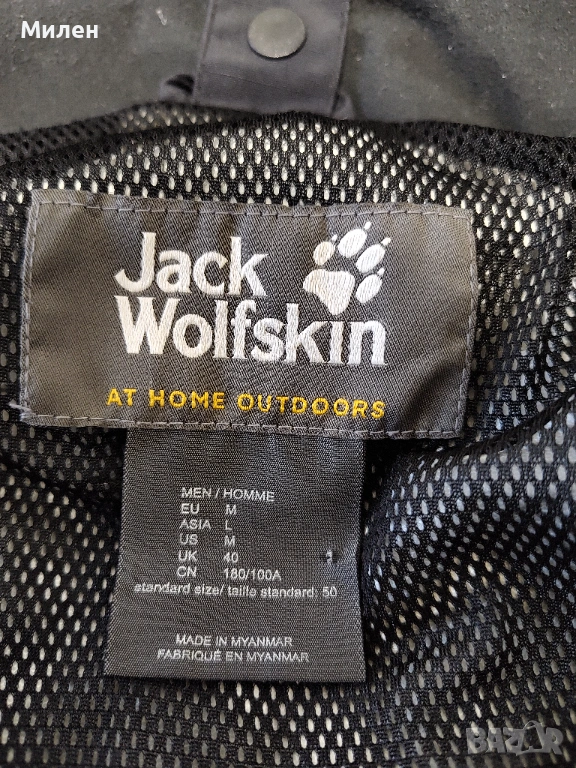 Милен
Jack
Wolfskin
AT HOME OUTDOORS
MEN / HOMME
EU M
ASIA L
US M
UK 40
CN 180/100A
standard size/ taille standard: 50
MADE IN MYANMAR
FABRIQUÉ EN MYANMAR
BAZAR